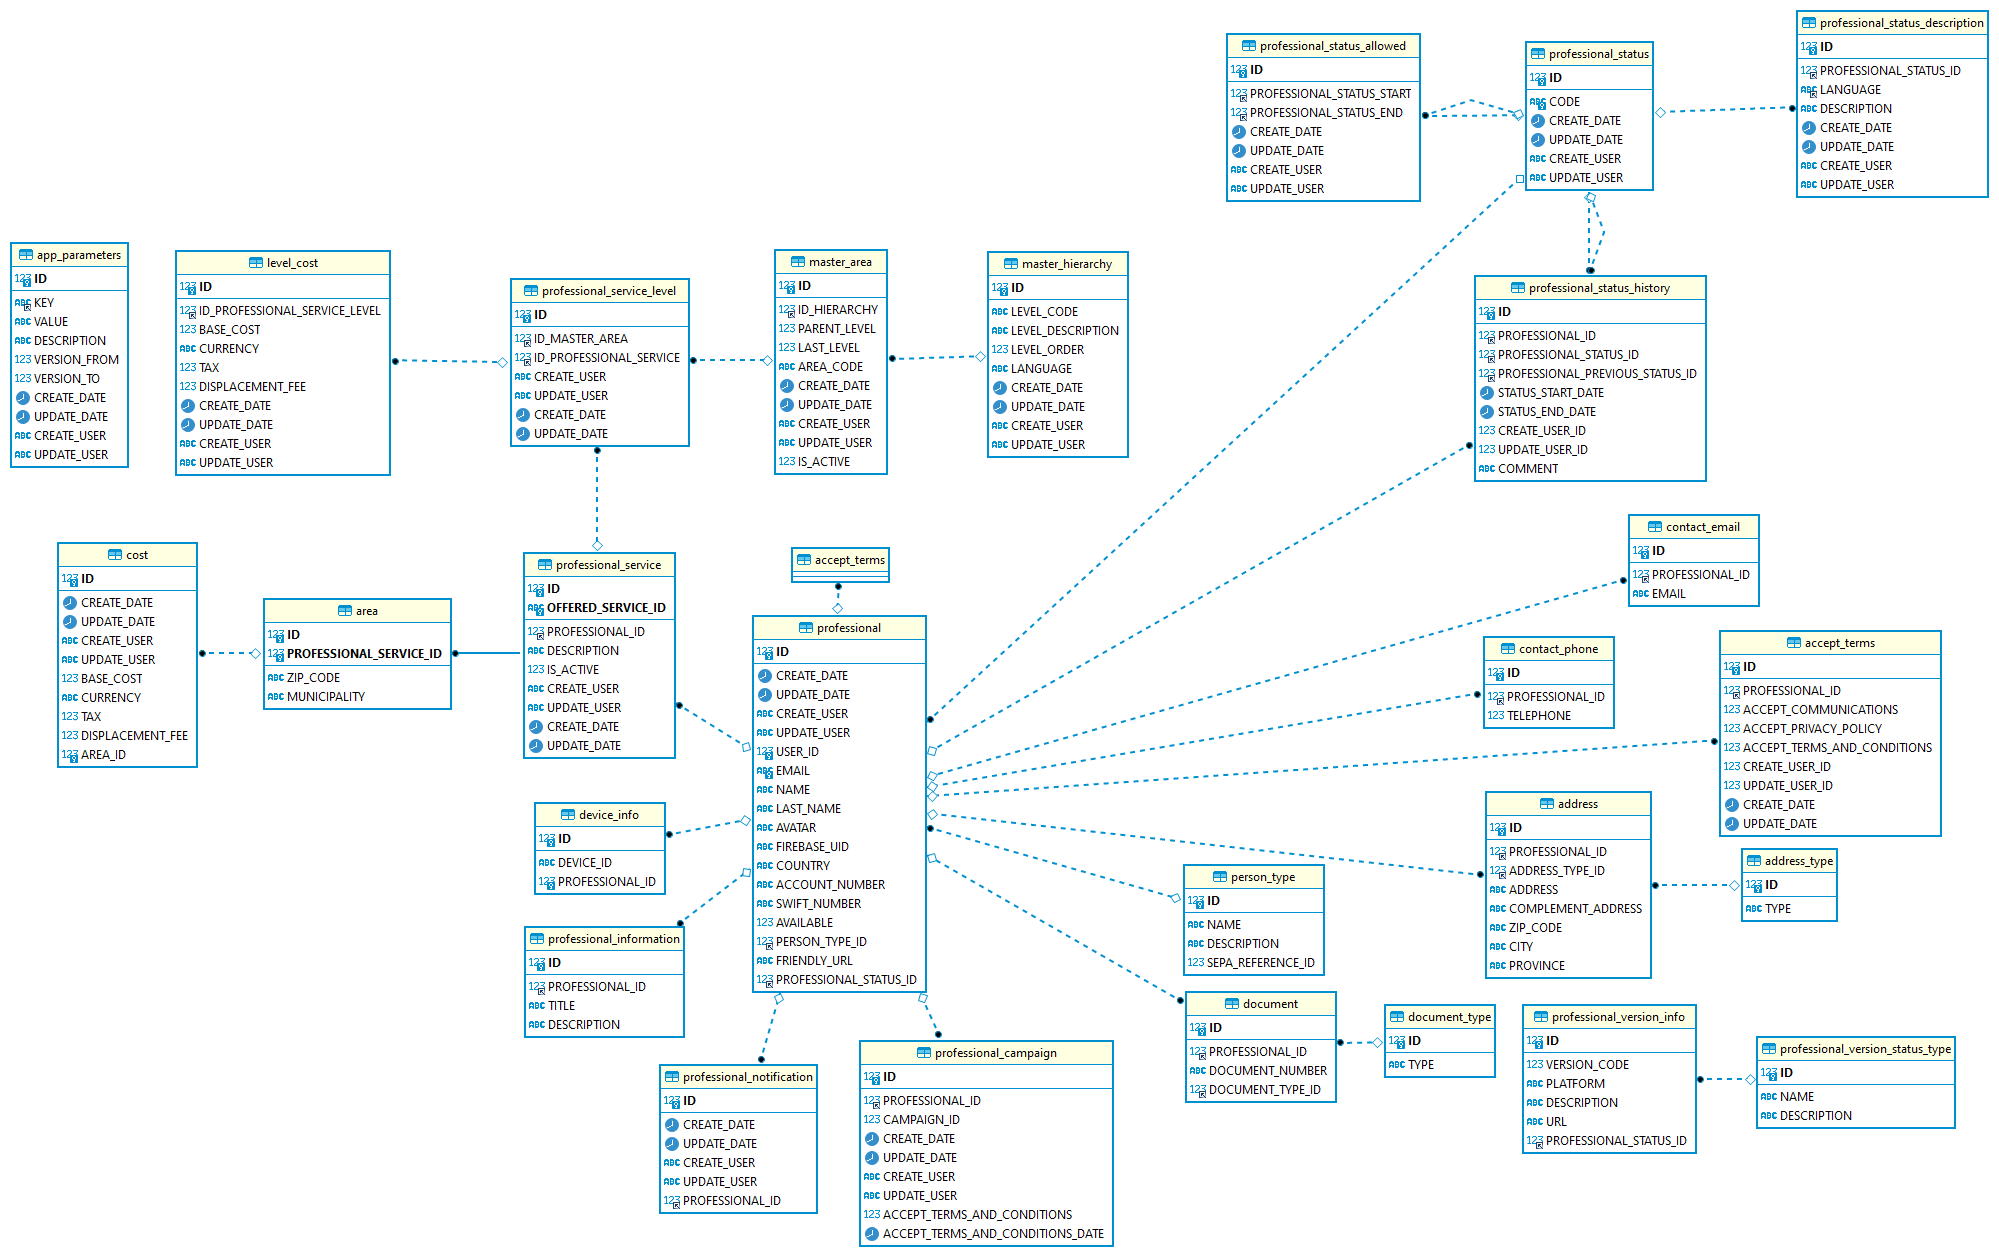 professional_status_description
ID
PROFESSIONAL_STATUS_ID
LANGUAGE
DESCRIPTION
CREATE_DATE
UPDATE_DATE
CREATE_USER
UPDATE_USER
professional_status_allowed
ID
PROFESSIONAL_STATUS_START
PROFESSIONAL_STATUS_END
CREATE_DATE
UPDATE_DATE
CREATE_USER
UPDATE_USER
professional_status
ID
CODE
CREATE_DATE
UPDATE_DATE
CREATE_USER
UPDATE_USER
app_parameters
ID
KEY
VALUE
DESCRIPTION
VERSION_FROM
VERSION_TO
CREATE_DATE
UPDATE_DATE
CREATE_USER
UPDATE_USER
level_cost
ID
ID_PROFESSIONAL_SERVICE_LEVEL
BASE_COST
CURRENCY
TAX
DISPLACEMENT_FEE
CREATE_DATE
UPDATE_DATE
CREATE_USER
UPDATE_USER
professional_service_level
ID
ID_MASTER_AREA
ID_PROFESSIONAL_SERVICE
CREATE_USER
UPDATE_USER
CREATE_DATE
UPDATE_DATE
master_area
ID
ID_HIERARCHY
PARENT_LEVEL
LAST_LEVEL
AREA_CODE
CREATE_DATE
UPDATE_DATE
CREATE_USER
UPDATE_USER
IS_ACTIVE
master_hierarchy
ID
LEVEL_CODE
LEVEL_DESCRIPTION
LEVEL_ORDER
LANGUAGE
CREATE_DATE
UPDATE_DATE
CREATE_USER
UPDATE_USER
professional_status_history
ID
PROFESSIONAL_ID
PROFESSIONAL_STATUS_ID
PROFESSIONAL_PREVIOUS_STATUS_ID
STATUS_START_DATE
STATUS_END_DATE
CREATE_USER_ID
UPDATE_USER_ID
COMMENT
cost
ID
CREATE_DATE
UPDATE_DATE
CREATE_USER
UPDATE_USER
BASE_COST
CURRENCY
TAX
DISPLACEMENT_FEE
AREA_ID
area
ID
PROFESSIONAL_SERVICE_ID
ZIP_CODE
MUNICIPALITY
professional_service
ID
OFFERED_SERVICE_ID
PROFESSIONAL_ID
DESCRIPTION
IS_ACTIVE
CREATE_USER
UPDATE_USER
CREATE_DATE
UPDATE_DATE
accept_terms
professional
ID
CREATE_DATE
UPDATE_DATE
CREATE_USER
UPDATE_USER
USER_ID
EMAIL
NAME
LAST_NAME
AVATAR
FIREBASE_UID
COUNTRY
ACCOUNT_NUMBER
SWIFT_NUMBER
AVAILABLE
PERSON_TYPE_ID
FRIENDLY_URL
PROFESSIONAL_STATUS_ID
contact_email
ID
PROFESSIONAL_ID
EMAIL
contact_phone
ID
PROFESSIONAL_ID
TELEPHONE
accept_terms
ID
PROFESSIONAL_ID
ACCEPT_COMMUNICATIONS
ACCEPT_PRIVACY_POLICY
ACCEPT_TERMS_AND_CONDITIONS
CREATE_USER_ID
UPDATE_USER_ID
CREATE_DATE
UPDATE_DATE
device_info
ID
DEVICE_ID
PROFESSIONAL_ID
address
ID
PROFESSIONAL_ID
ADDRESS_TYPE_ID
ADDRESS
COMPLEMENT_ADDRESS
ZIP_CODE
CITY
PROVINCE
address_type
ID
TYPE
person_type
ID
NAME
DESCRIPTION
SEPA_REFERENCE_ID
professional_information
ID
PROFESSIONAL_ID
TITLE
DESCRIPTION
document
ID
PROFESSIONAL_ID
DOCUMENT_NUMBER
DOCUMENT_TYPE_ID
document_type
ID
TYPE
professional_version_info
ID
VERSION_CODE
PLATFORM
DESCRIPTION
URL
PROFESSIONAL_STATUS_ID
professional_version_status_type
ID
NAME
DESCRIPTION
professional_notification
ID
CREATE_DATE
UPDATE_DATE
CREATE_USER
UPDATE_USER
PROFESSIONAL_ID
professional_campaign
ID
PROFESSIONAL_ID
CAMPAIGN_ID
CREATE_DATE
UPDATE_DATE
CREATE_USER
UPDATE_USER
ACCEPT_TERMS_AND_CONDITIONS
ACCEPT_TERMS_AND_CONDITIONS_DATE